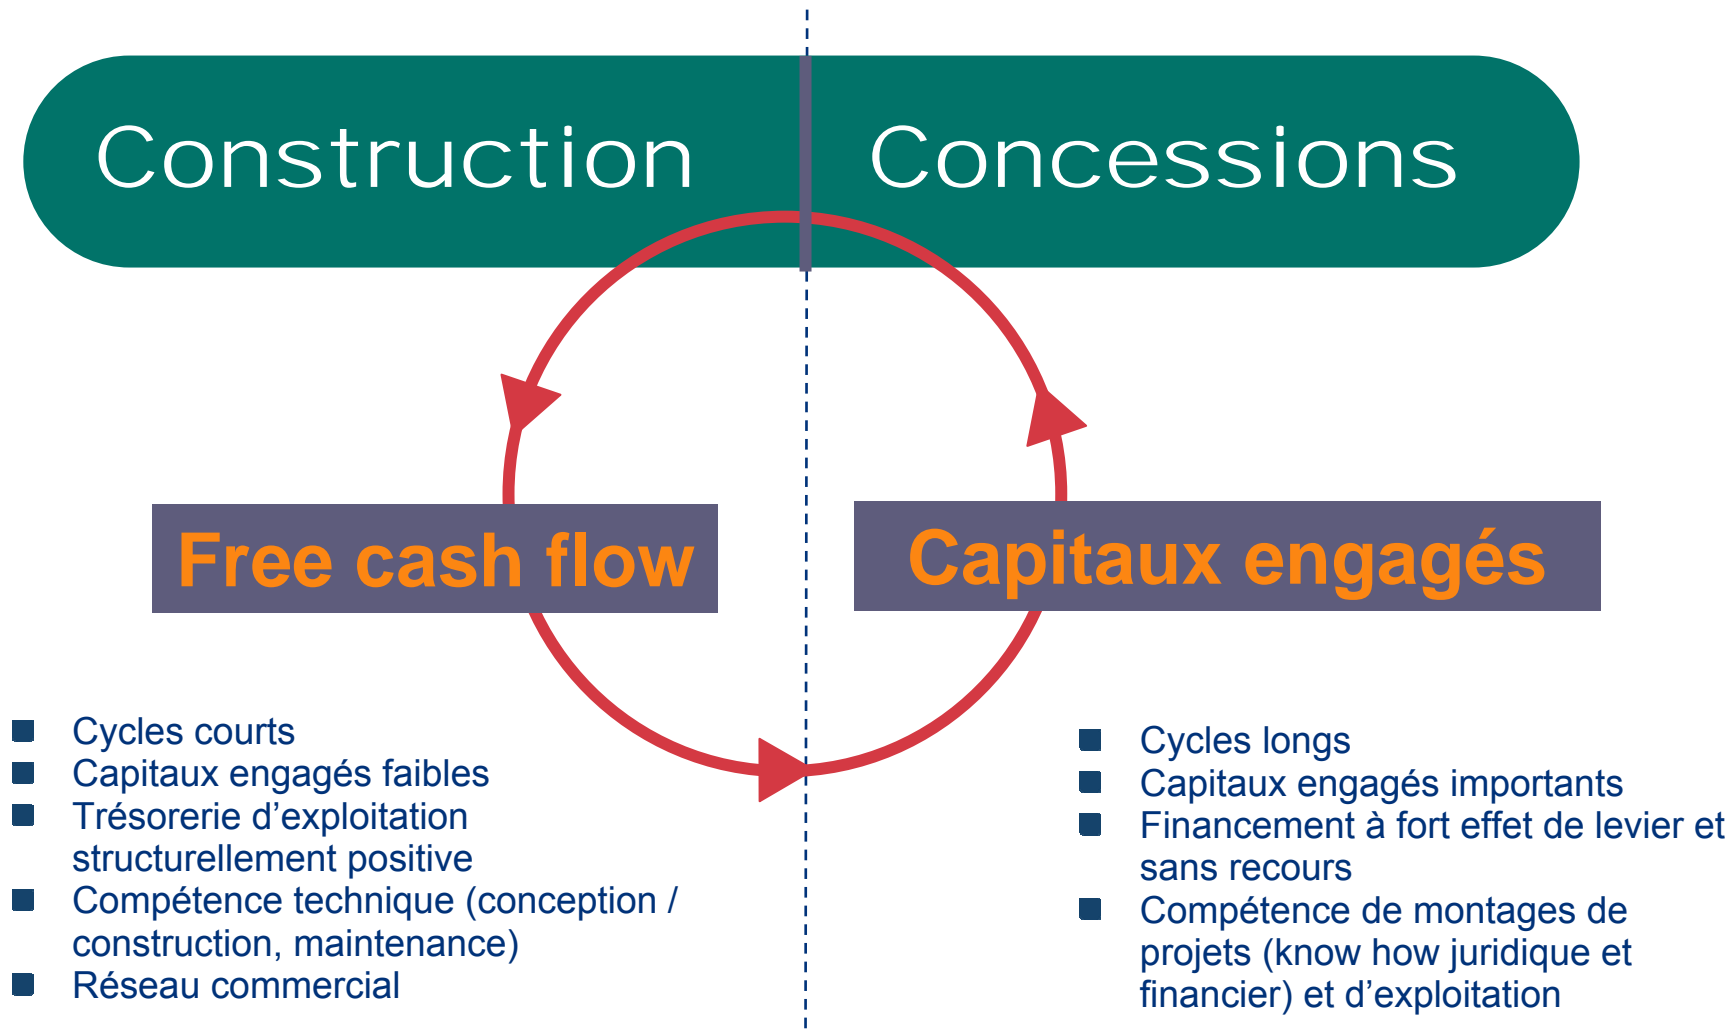 Construction
Concessions
Free cash flow
Capitaux engagés
Cycles courts
Capitaux engagés faibles
Trésorerie d’exploitation
structurellement positive
Compétence technique (conception /
construction, maintenance)
Réseau commercial
Cycles longs
Capitaux engagés importants
Financement à fort effet de levier et
sans recours
Compétence de montages de
projets (know how juridique et
financier) et d’exploitation